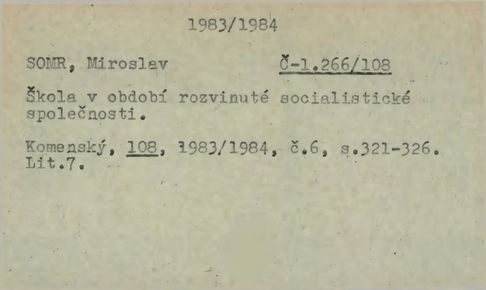 1983/1984
SOMR, Miroslav Č-1.266/108
Škola v období rozvinuté socialistické
společnosti.
Komenský, 108, 1983/1984, č.6, s.321-326.
Lit.7.